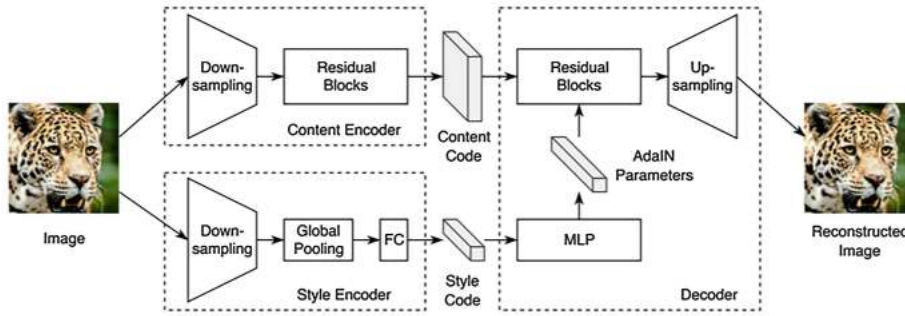 Image
Down-
sampling
Residual
Blocks
Content Encoder
Content
Code
Down-
sampling
Global
Pooling
FC
Style Encoder
Style
Code
Residual
Blocks
Up-
sampling
AdaIN
Parameters
MLP
Decoder
Reconstructed
Image